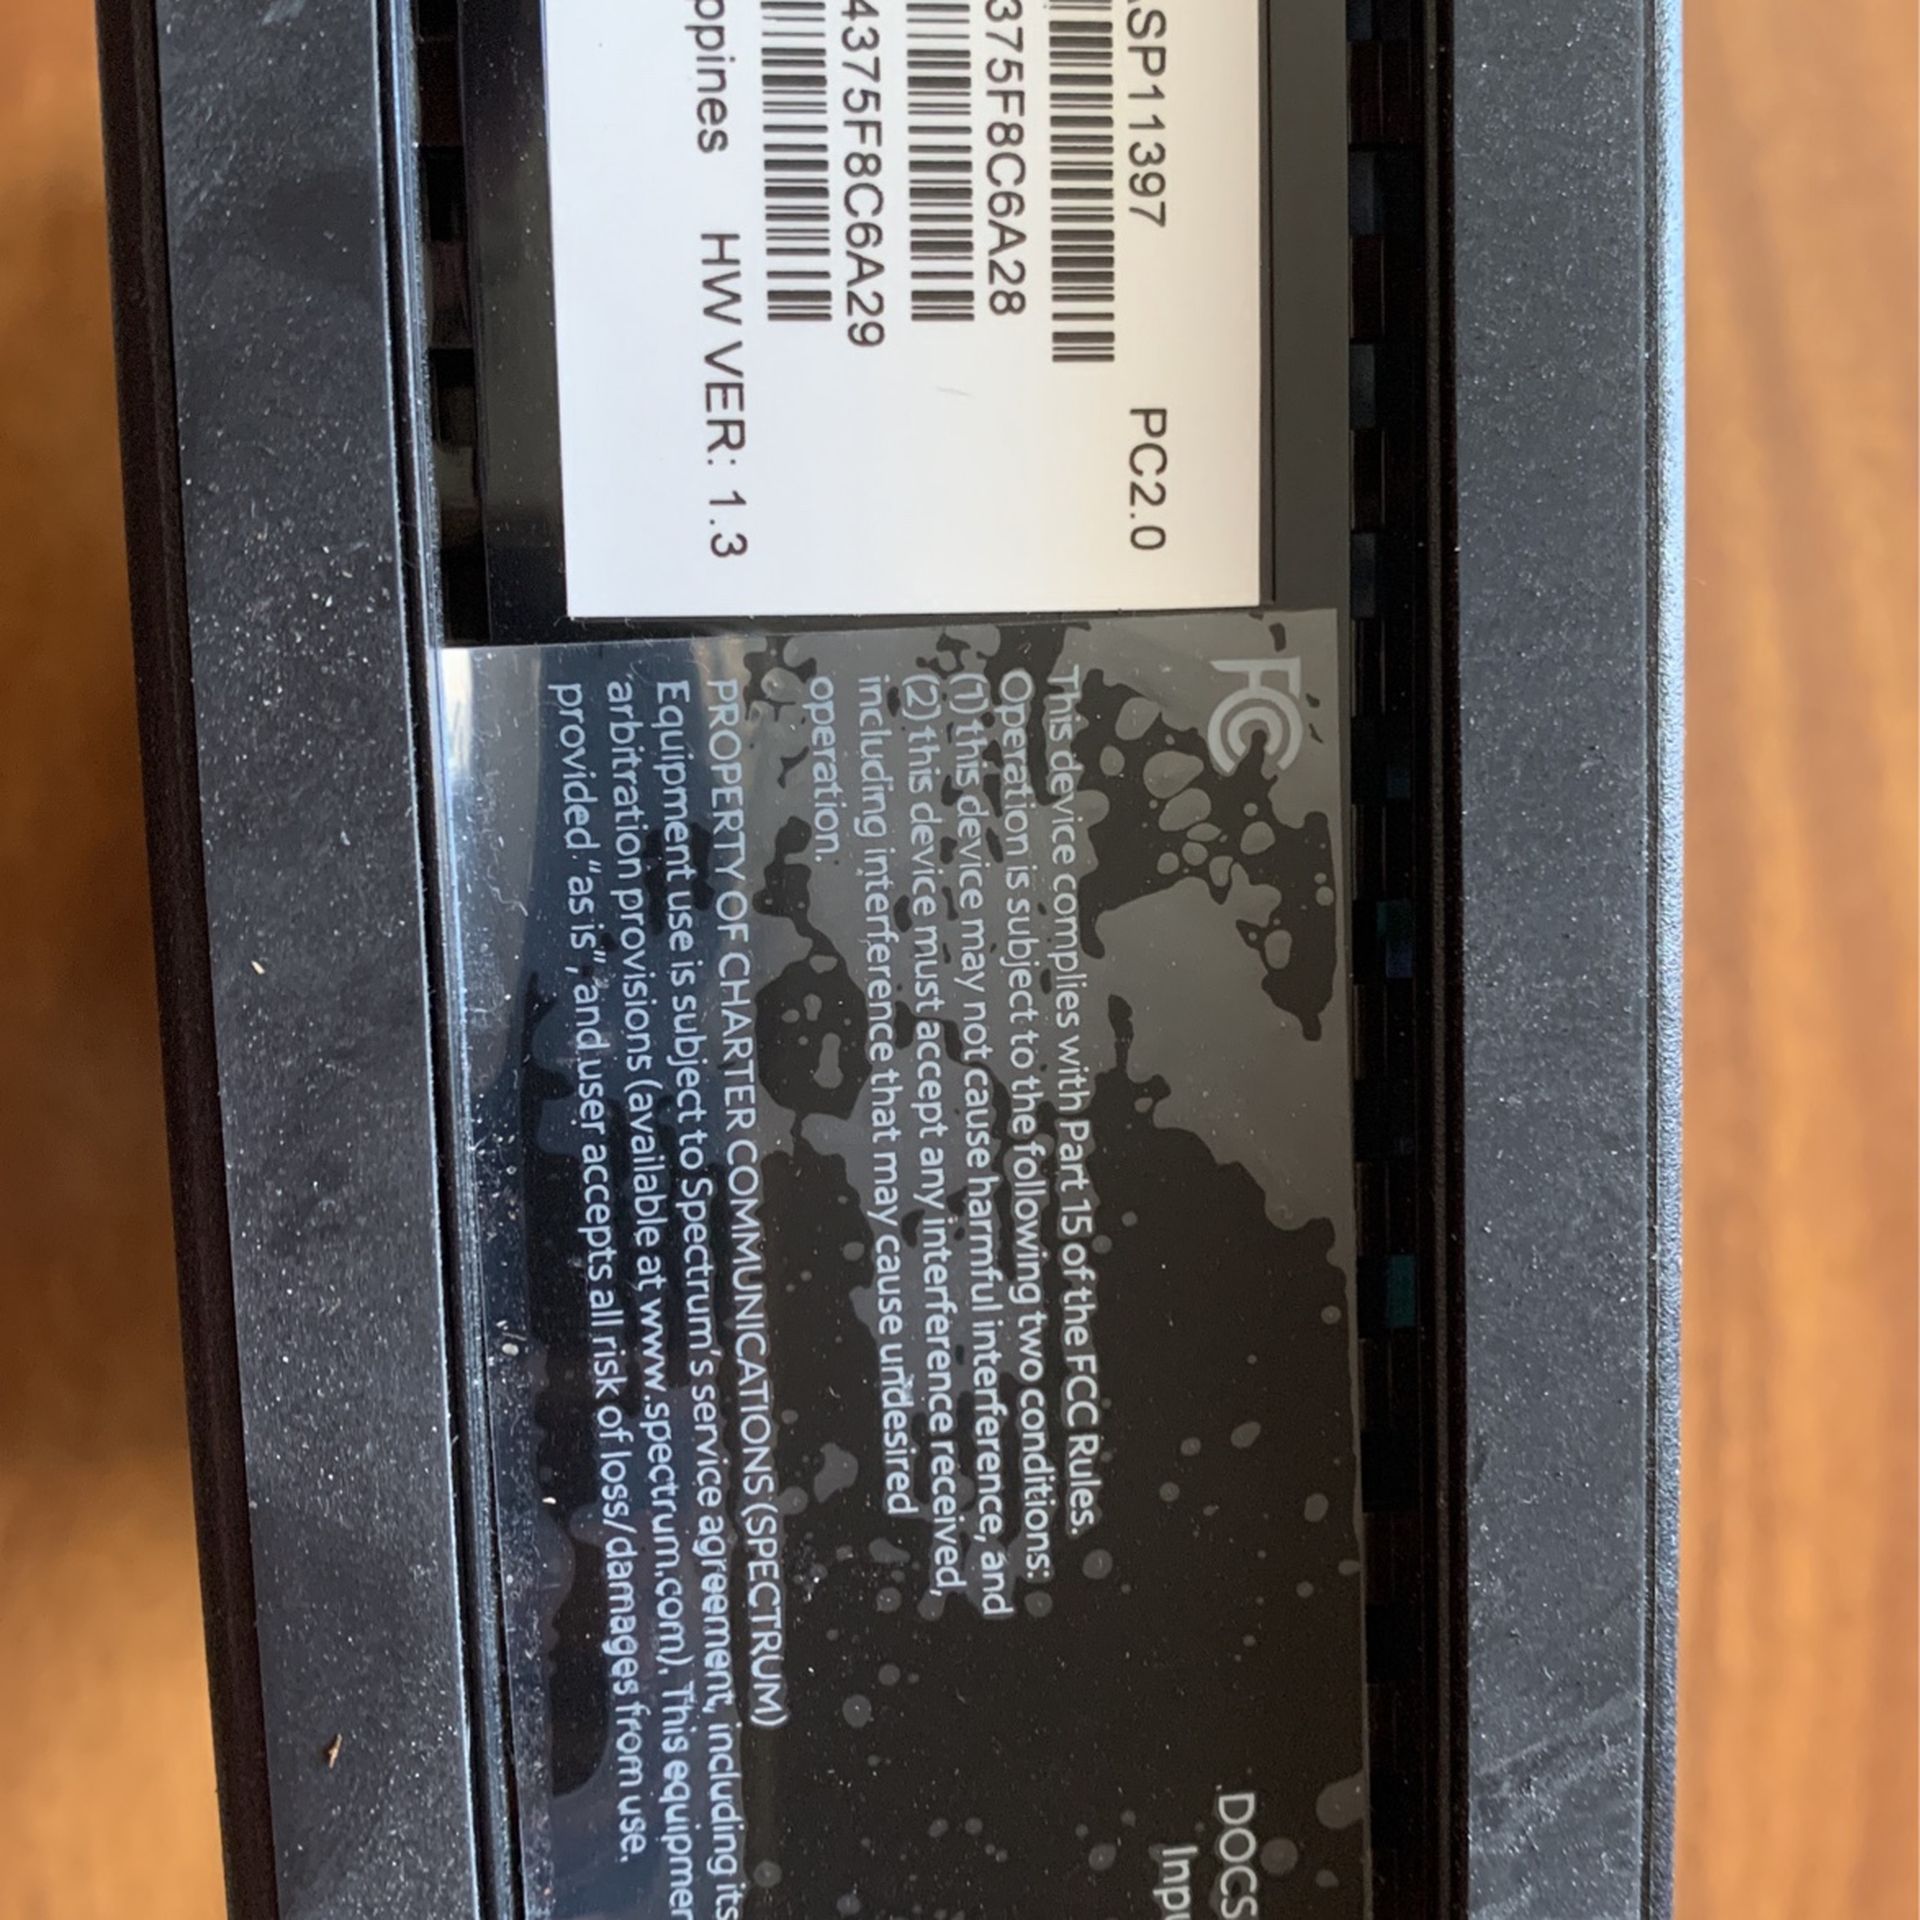 ASP11397 PC2.0
375F8C6A28
4375F8C6A29
ppines HW VER: 1.3
FC
This device complies with Part 15 of the FCC Rules.
Operation is subject to the following two conditions:
(1) this device may not cause harmful interference, and
(2) this device must accept any interference received,
including interference that may cause undesired
operation.
PROPERTY OF CHARTER COMMUNICATIONS (SPECTRUM)
Equipment use is subject to Spectrum's service agreement, including its
arbitration provisions (available at www.spectrum.com). This equipmen
provided "as is", and user accepts all risk of loss/damages from use.
DOCS
Inpu